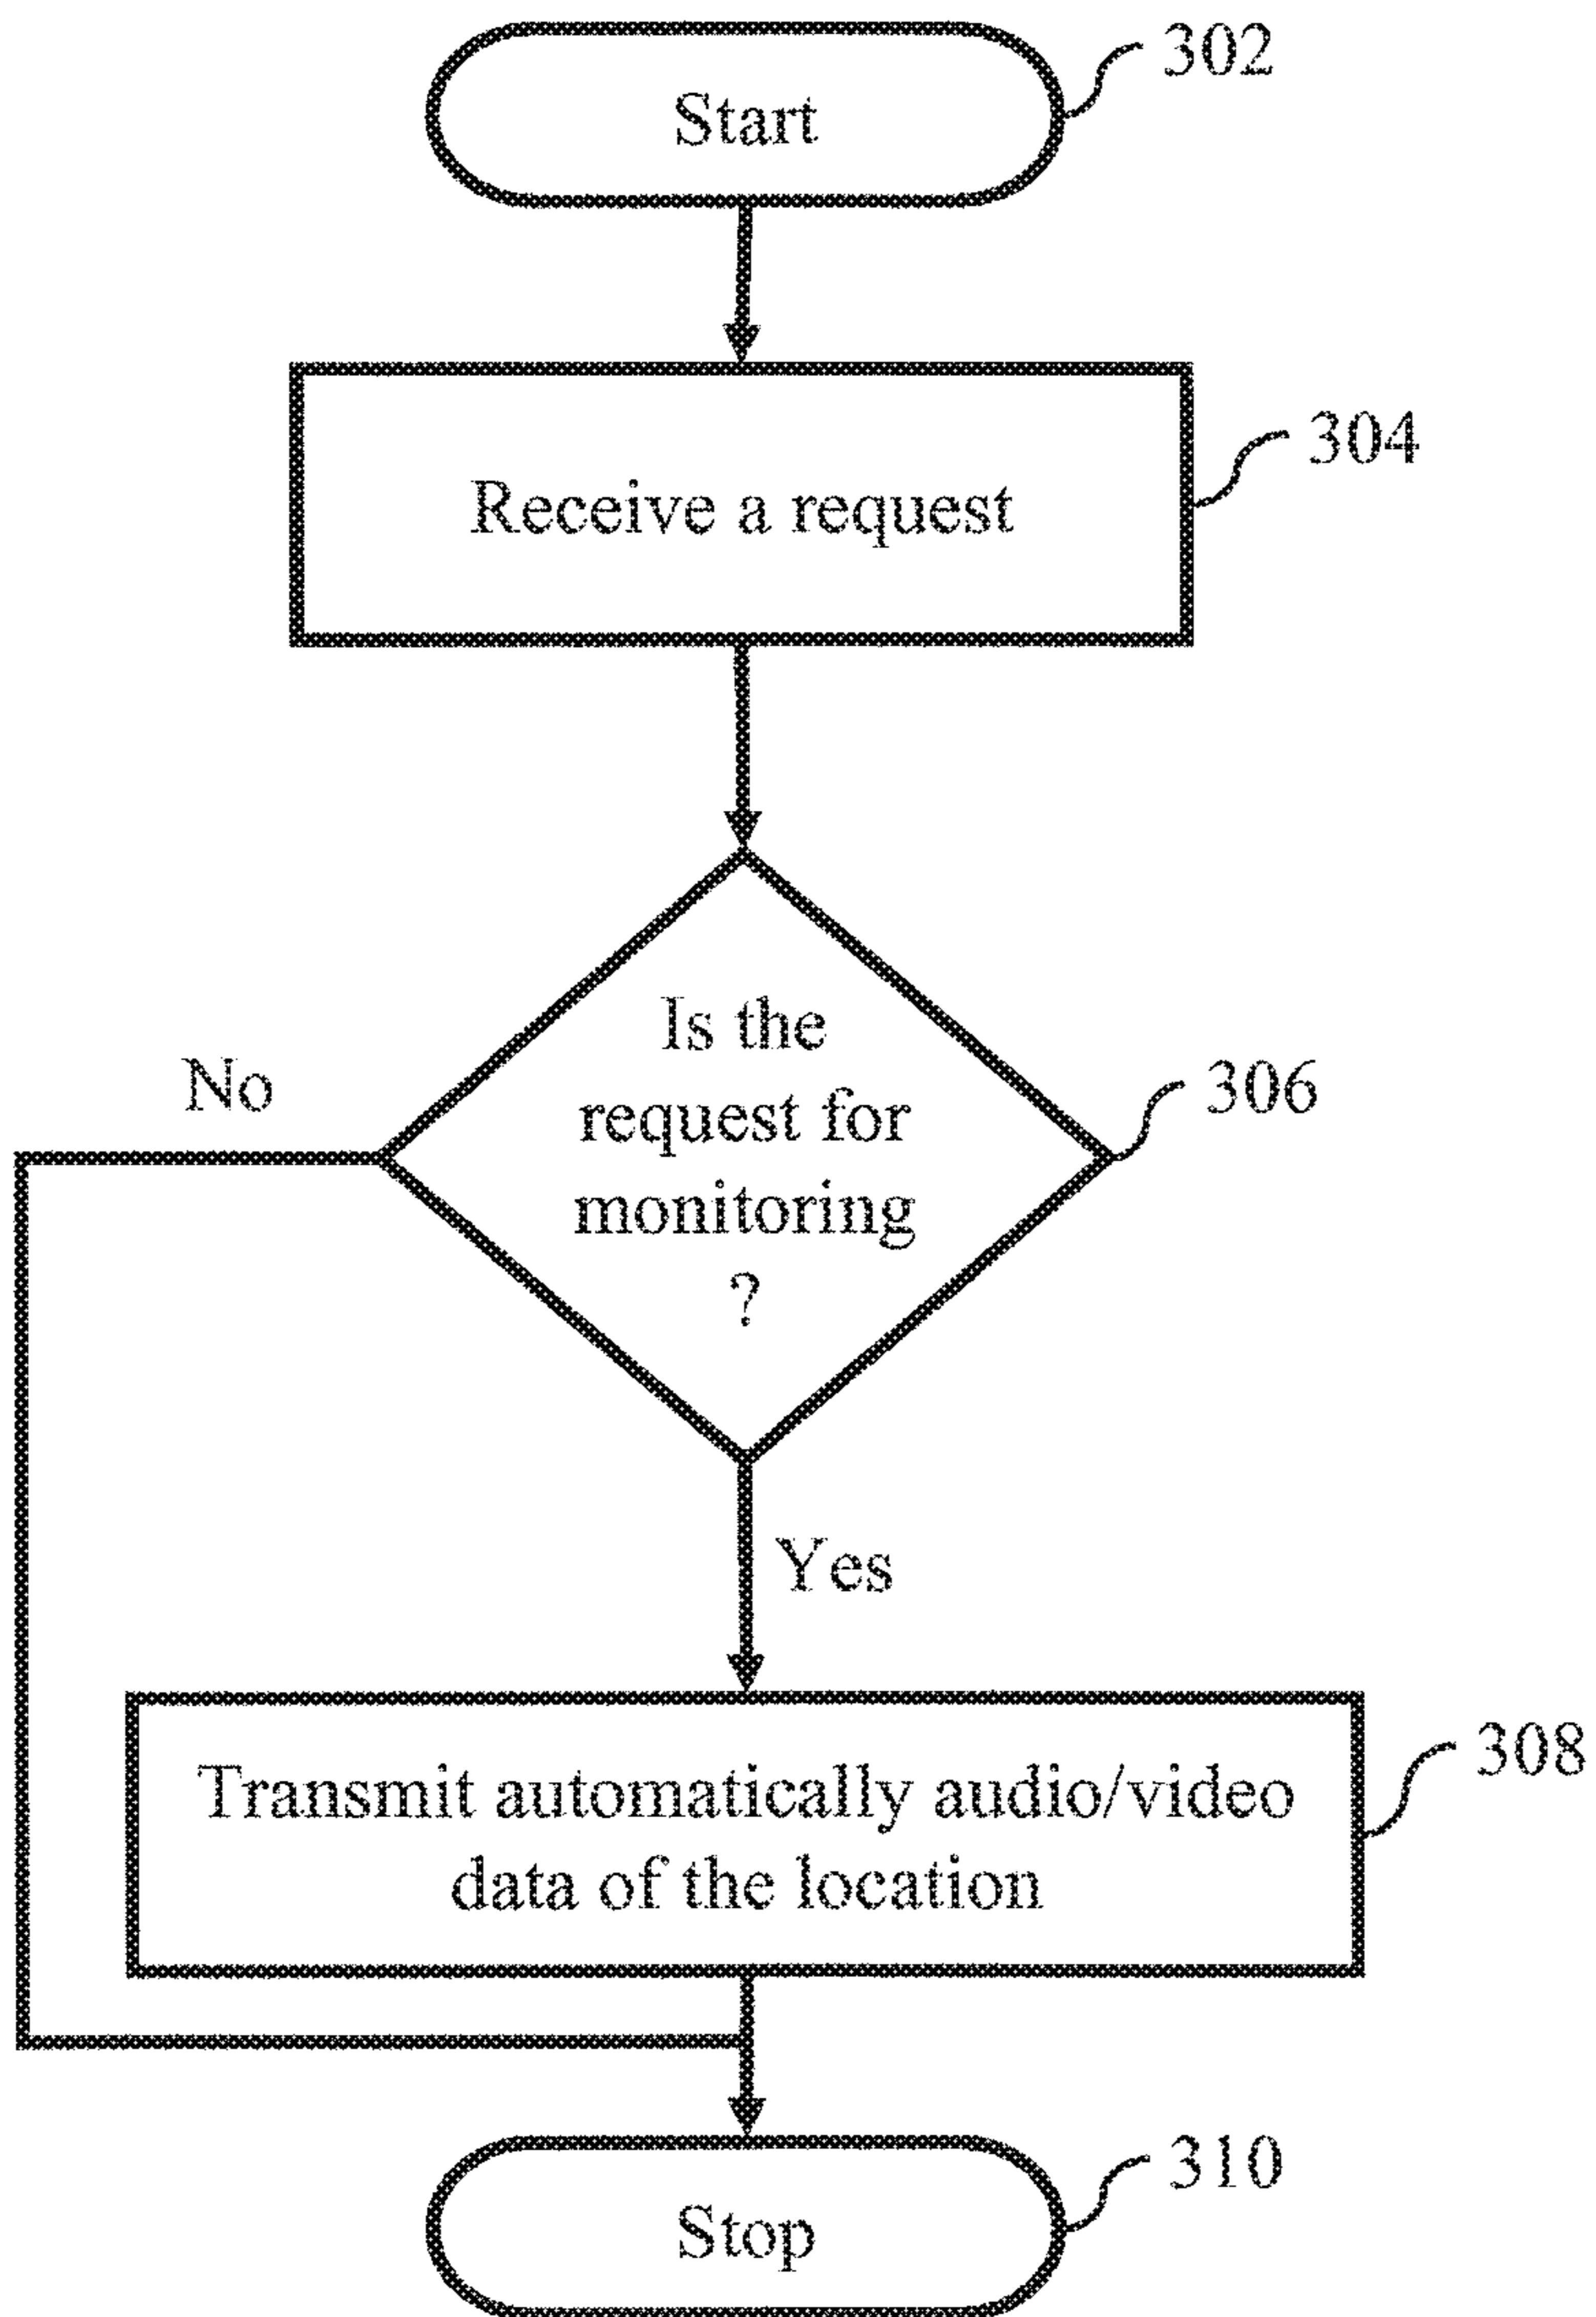 302
Start
304
Receive a request
306
Is the
request for
monitoring
?
No
Yes
308
Transmit automatically audio/video
data of the location
310
Stop